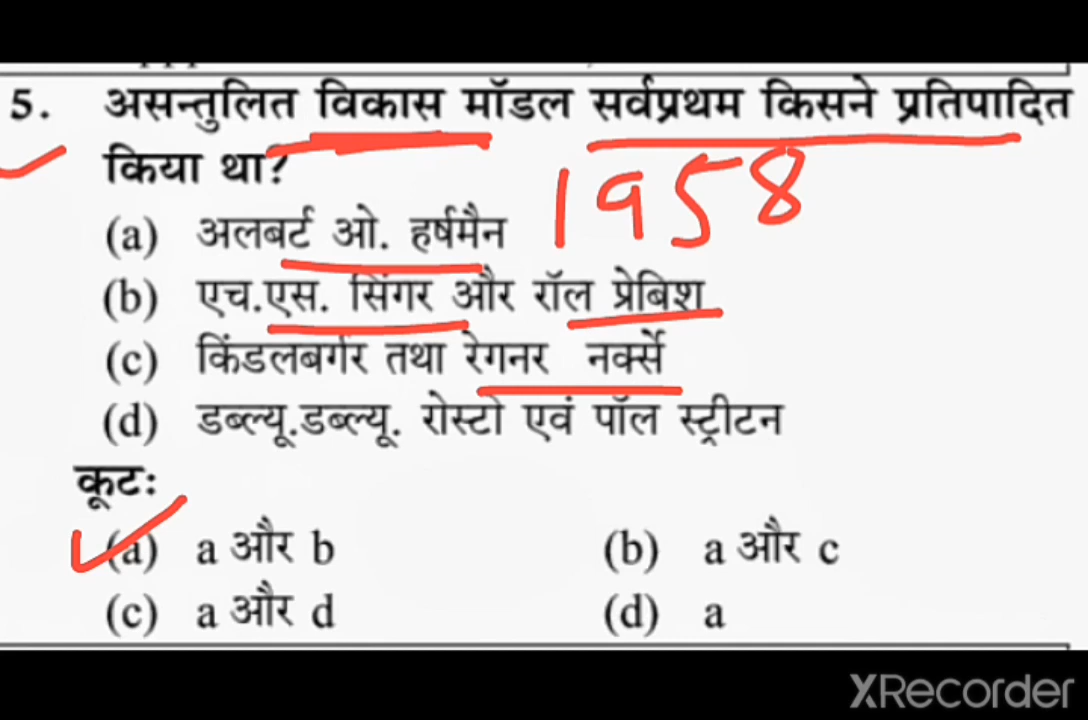 5. असन्तुलित विकास मॉडल सर्वप्रथम किसने प्रतिपादित
किया था?
1958
(a) अलबर्ट ओ. हर्षमैन
(b) एच.एस. सिंगर और रॉल प्रेबिश
(c) किंडलबर्गर तथा रेगनर नर्क्से
(d) डब्ल्यू.डब्ल्यू. रोस्टो एवं पॉल स्ट्रीटन
कूटः
(a) a और b (b) a और c
(c) a और d (d) a
XRecorder